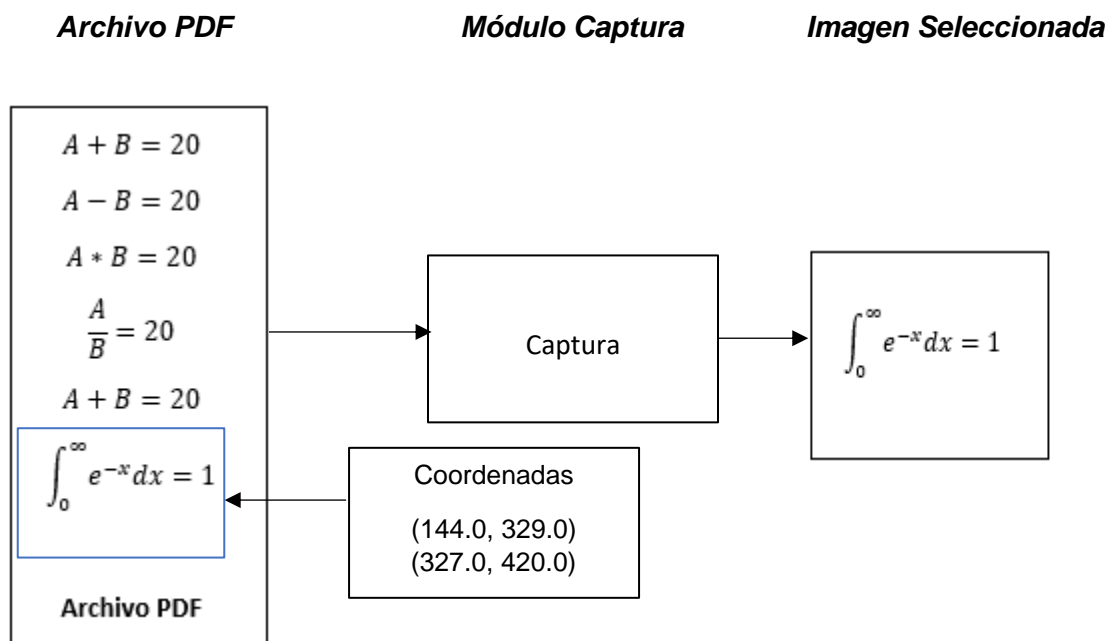 Archivo PDF Módulo Captura Imagen Seleccionada
A + B = 20
A − B = 20
A ∗ B = 20
A/B = 20
A + B = 20
∫₀^∞ e^{−x}dx = 1
Archivo PDF
Captura
Coordenadas
(144.0, 329.0)
(327.0, 420.0)
∫₀^∞ e^{−x}dx = 1